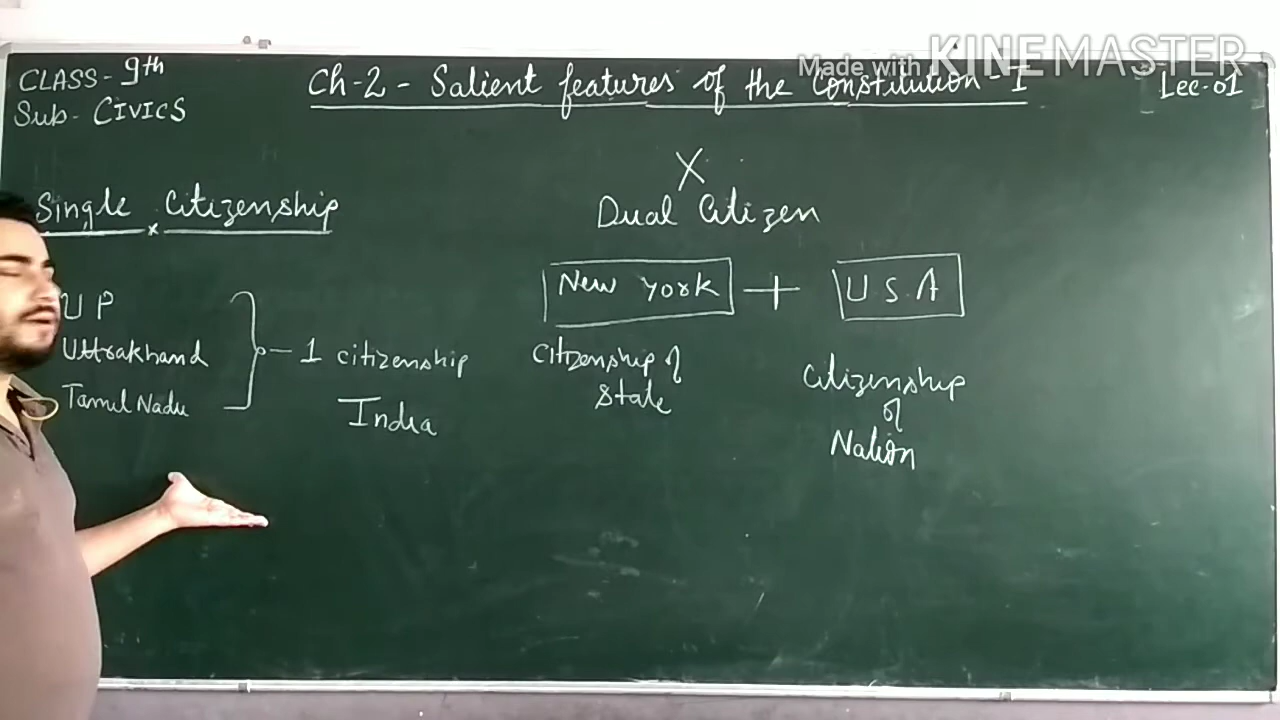 Made with KINEMASTER
CLASS- 9th
Sub- CIVICS
Ch-2 - Salient features of the Constitution - I
Lec-01
Single Citizenship
U P
Uttrakhand
Tamil Nadu
1 citizenship
India
X
Dual Citizen
New York + U S A
Citizenship of
State
Citizenship
of
Nation